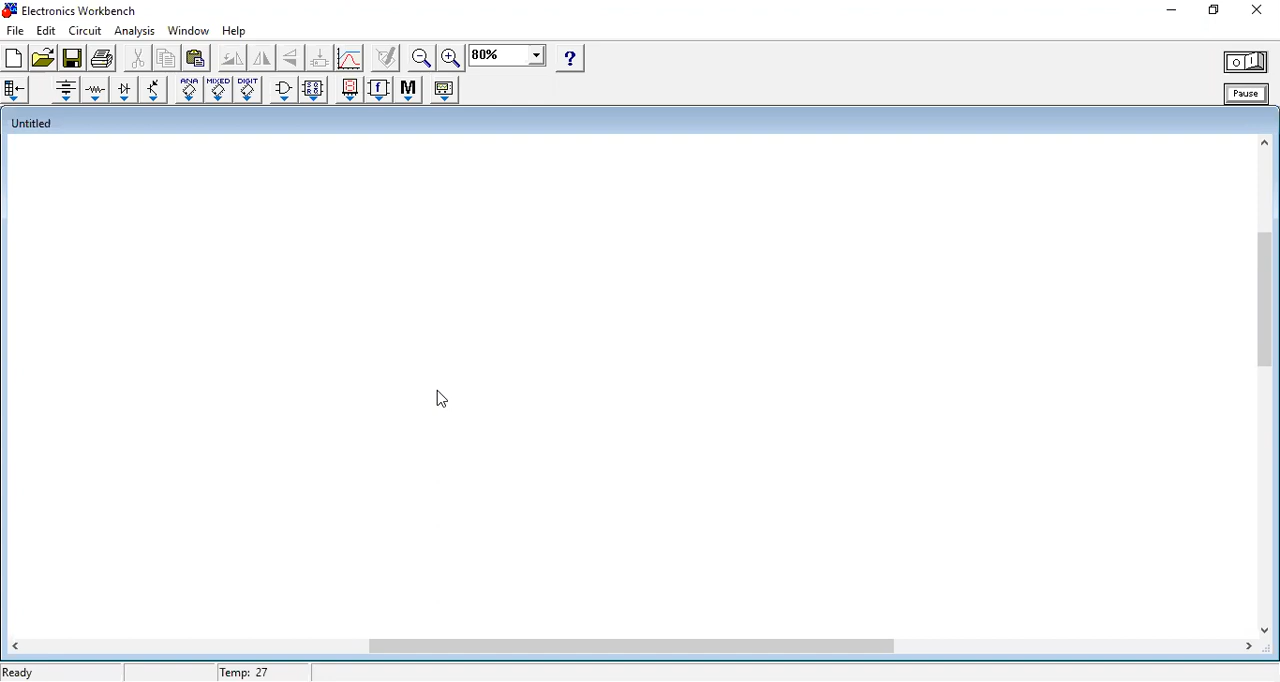 Electronics Workbench
File Edit Circuit Analysis Window Help
80% ?
ANA MIXED DIGIT M
Pause
Untitled
Ready Temp: 27